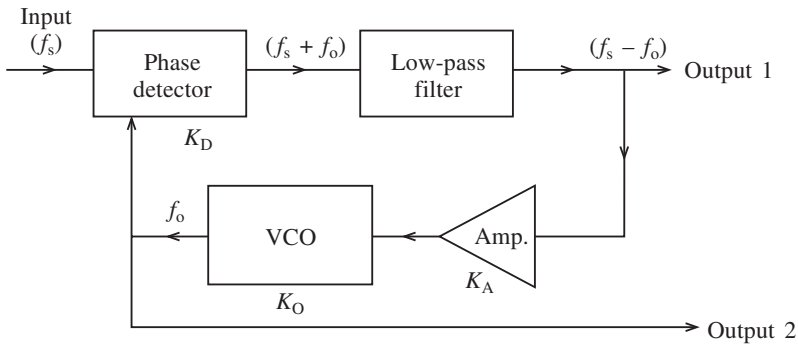 Input
(fs)
Phase
detector
KD
(fs + fo)
Low-pass
filter
(fs – fo)
Output 1
fo
VCO
KO
Amp.
KA
Output 2